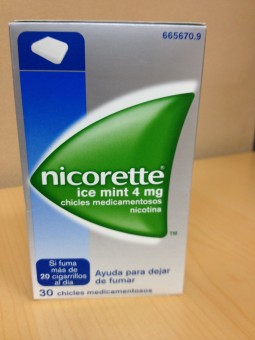 665670.9
nicorette®
ice mint 4 mg
chicles medicamentosos
nicotina
TM
Si fuma
más de
20 cigarrillos
al día
Ayuda para dejar
de fumar
30 chicles medicamentosos